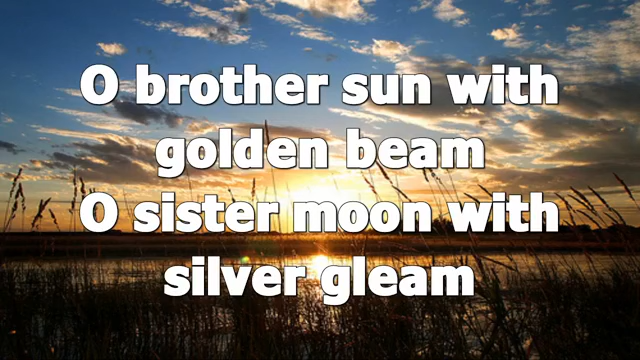 O brother sun with
golden beam
O sister moon with
silver gleam